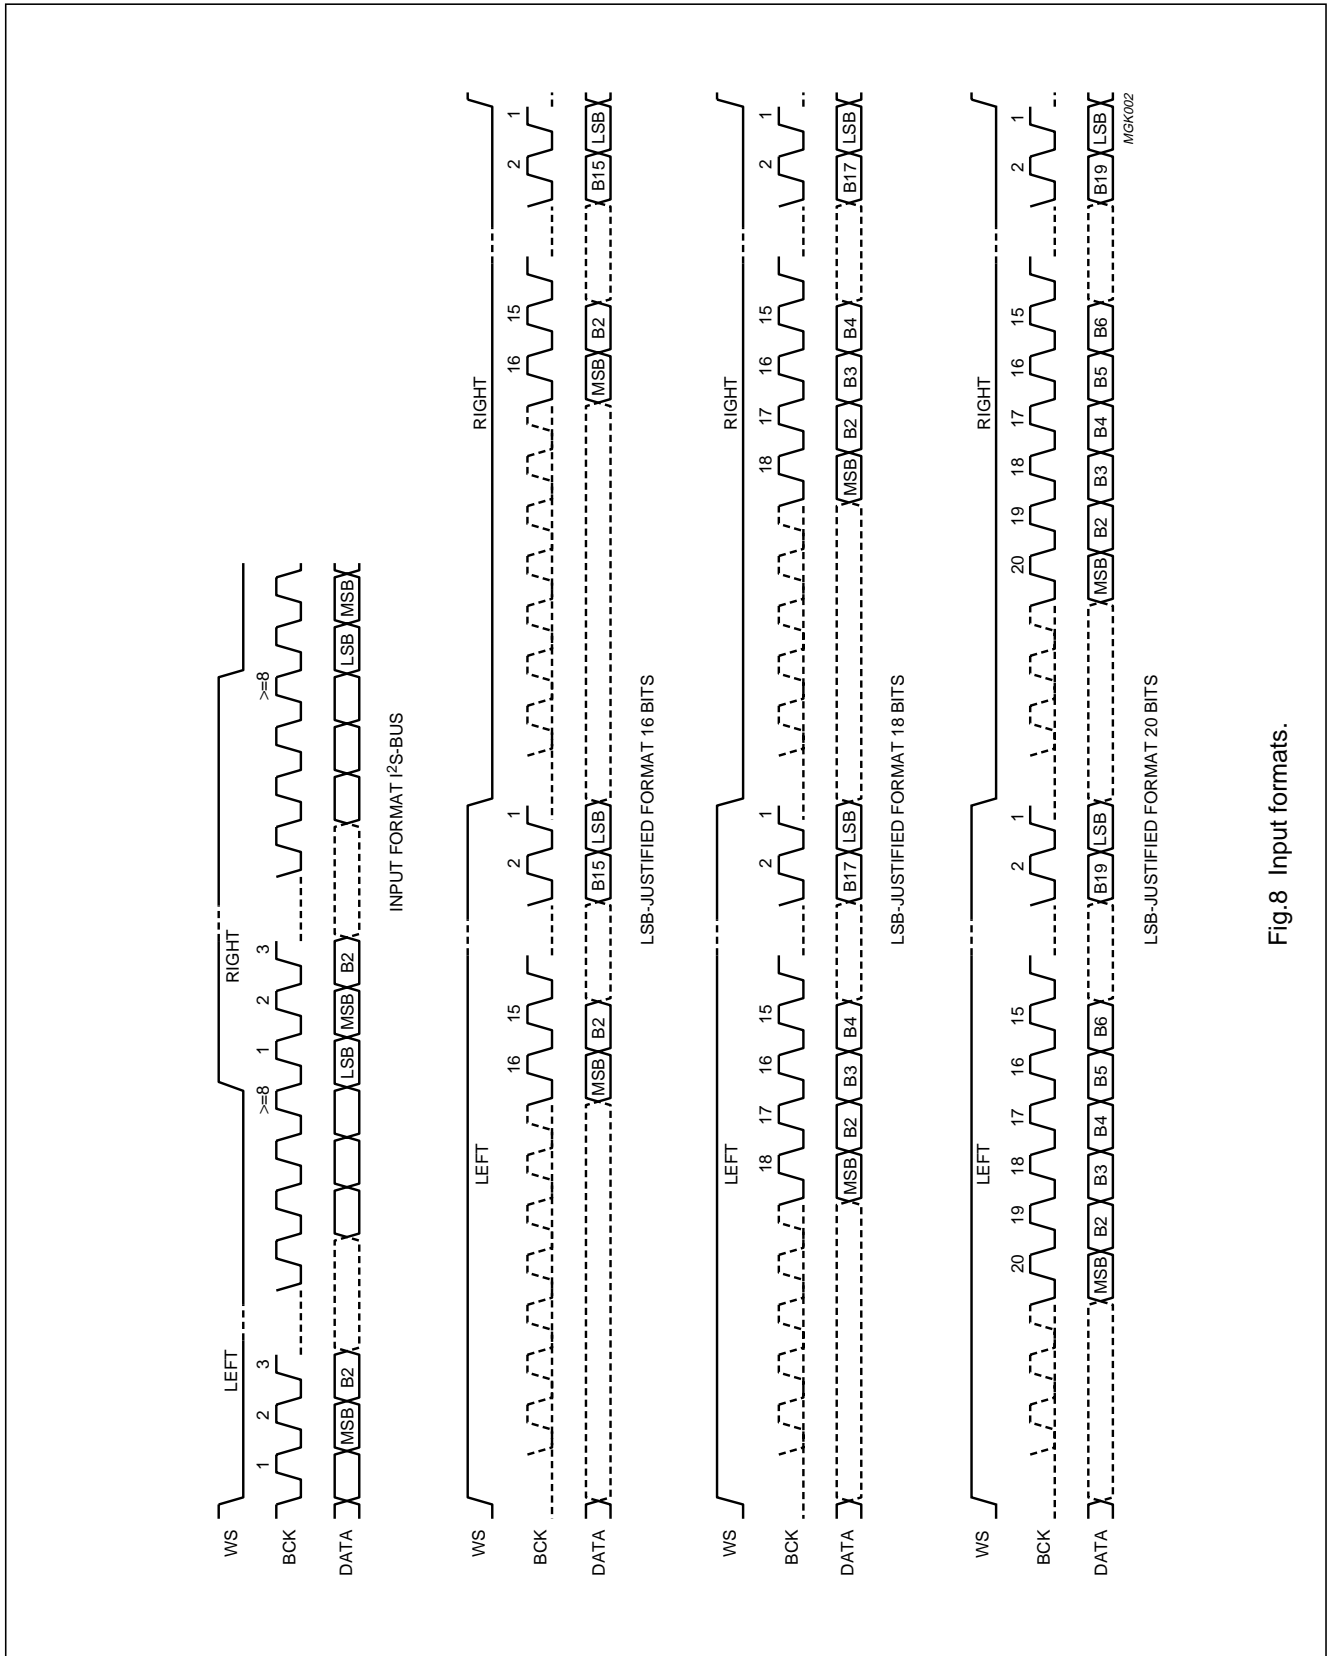 WS
LEFT
RIGHT
1 2 3 >=8 1 2 3 >=8
BCK
DATA
MSB B2 LSB MSB B2 LSB MSB
INPUT FORMAT I²S-BUS
WS
LEFT
RIGHT
16 15 2 1 16 15 2 1
BCK
DATA
MSB B2 B15 LSB MSB B2 B15 LSB
LSB-JUSTIFIED FORMAT 16 BITS
WS
LEFT
RIGHT
18 17 16 15 2 1 18 17 16 15 2 1
BCK
DATA
MSB B2 B3 B4 B17 LSB MSB B2 B3 B4 B17 LSB
LSB-JUSTIFIED FORMAT 18 BITS
WS
LEFT
RIGHT
20 19 18 17 16 15 2 1 20 19 18 17 16 15 2 1
BCK
DATA
MSB B2 B3 B4 B5 B6 B19 LSB MSB B2 B3 B4 B5 B6 B19 LSB
MGK002
LSB-JUSTIFIED FORMAT 20 BITS
Fig.8 Input formats.